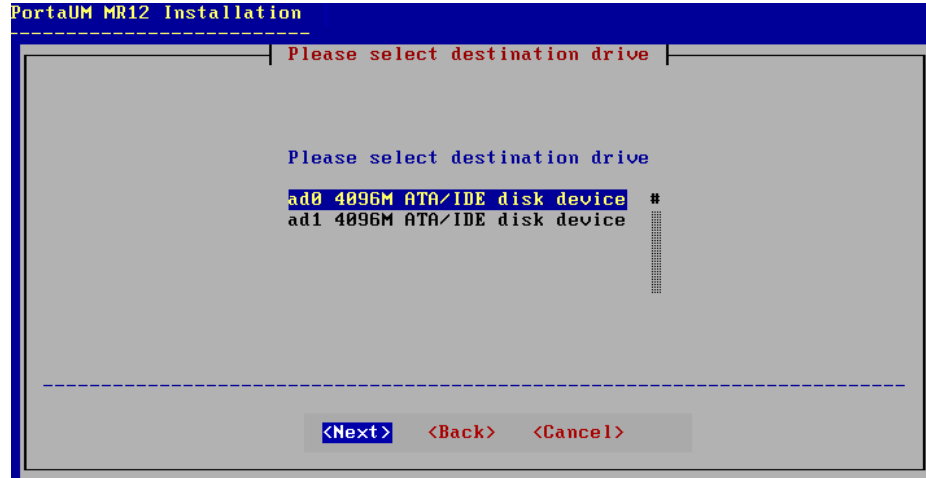 PortaUM MR12 Installation
---------------------------
Please select destination drive
Please select destination drive
ad0 4096M ATA/IDE disk device #
ad1 4096M ATA/IDE disk device
<Next> <Back> <Cancel>